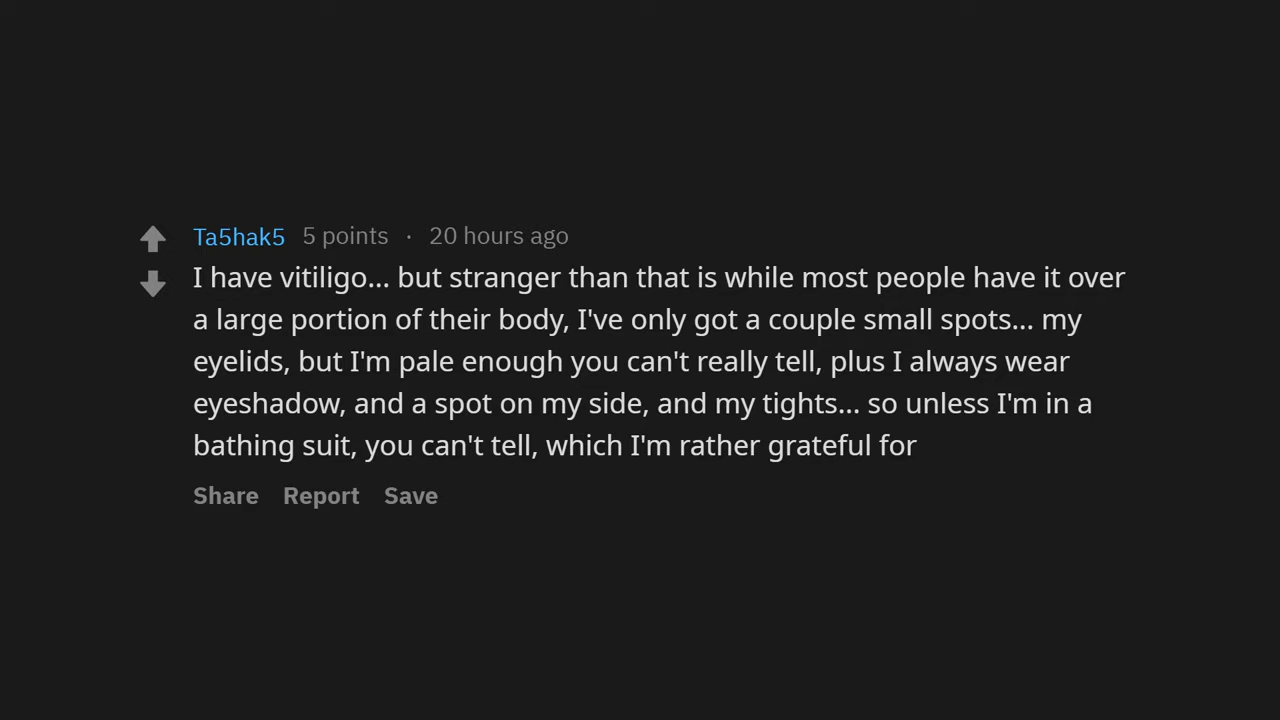 Ta5hak5 5 points · 20 hours ago
I have vitiligo... but stranger than that is while most people have it over
a large portion of their body, I've only got a couple small spots... my
eyelids, but I'm pale enough you can't really tell, plus I always wear
eyeshadow, and a spot on my side, and my tights... so unless I'm in a
bathing suit, you can't tell, which I'm rather grateful for
Share Report Save